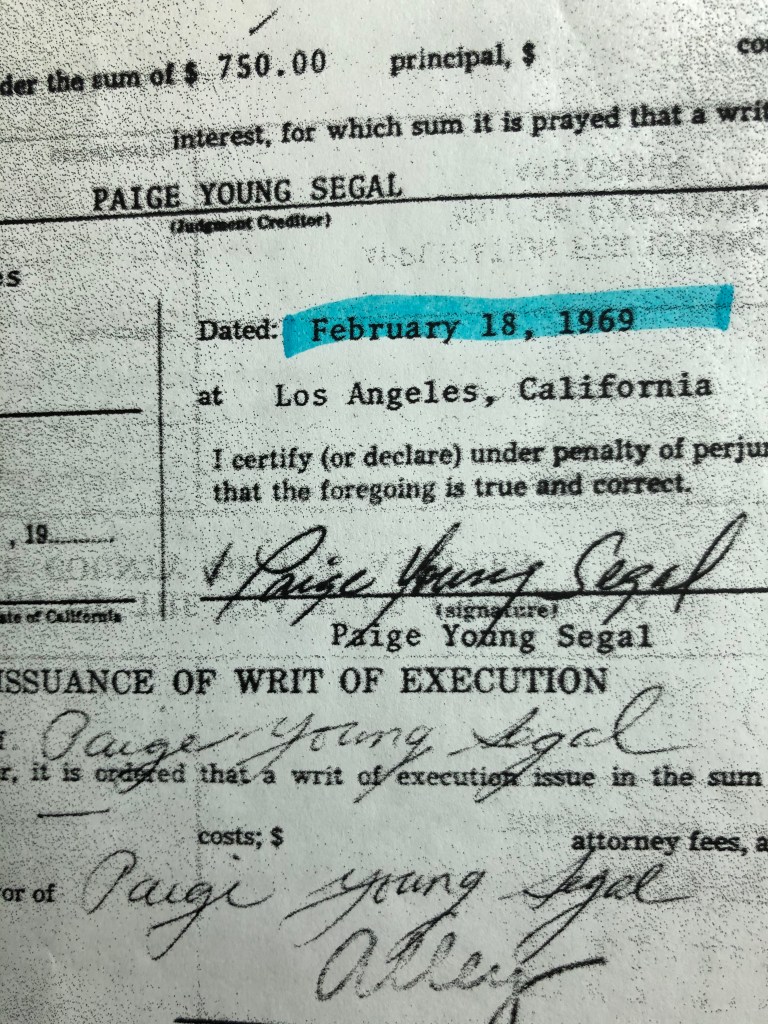 der the sum of $ 750.00 principal, $
interest, for which sum it is prayed that a writ
PAIGE YOUNG SEGAL
(Judgment Creditor)
Dated: February 18, 1969
at Los Angeles, California
I certify (or declare) under penalty of perjur
that the foregoing is true and correct.
, 19
Paige Young Segal
(signature)
ate of California
Paige Young Segal
ISSUANCE OF WRIT OF EXECUTION
Paige Young Segal
r, it is ordered that a writ of execution issue in the sum
costs; $ attorney fees, a
or of Paige Young Segal